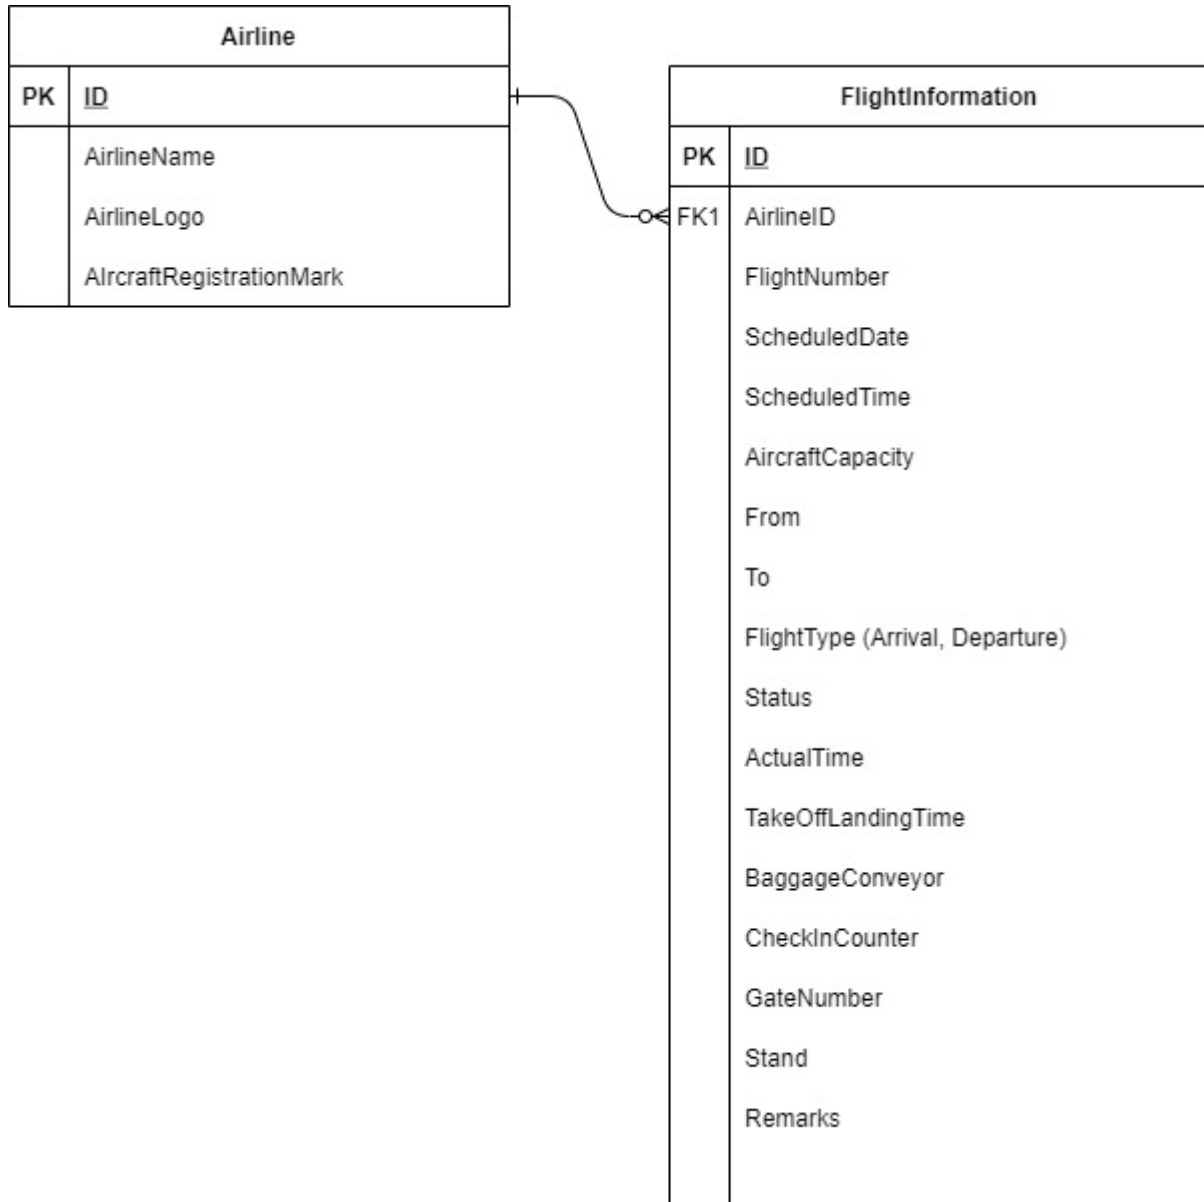 Airline
PK ID
AirlineName
AirlineLogo
AIrcraftRegistrationMark
FlightInformation
PK ID
FK1 AirlineID
FlightNumber
ScheduledDate
ScheduledTime
AircraftCapacity
From
To
FlightType (Arrival, Departure)
Status
ActualTime
TakeOffLandingTime
BaggageConveyor
CheckInCounter
GateNumber
Stand
Remarks